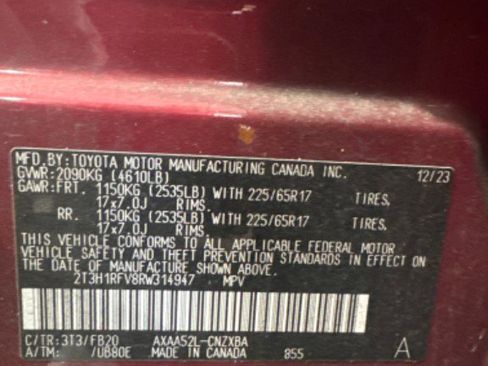 MFD.BY:TOYOTA MOTOR MANUFACTURING CANADA INC.
GVWR:2090KG (4610LB) 12/23
GAWR:FRT. 1150KG (2535LB) WITH 225/65R17 TIRES,
17x7.0J RIMS.
RR. 1150KG (2535LB) WITH 225/65R17 TIRES,
17x7.0J RIMS.
THIS VEHICLE CONFORMS TO ALL APPLICABLE FEDERAL MOTOR
VEHICLE SAFETY AND THEFT PREVENTION STANDARDS IN EFFECT ON
THE DATE OF MANUFACTURE SHOWN ABOVE.
2T3H1RFV8RW314947 MPV
C/TR:3T3/FB20 AXAA52L-CNZXBA
A/TM: /UB80E MADE IN CANADA 855 A